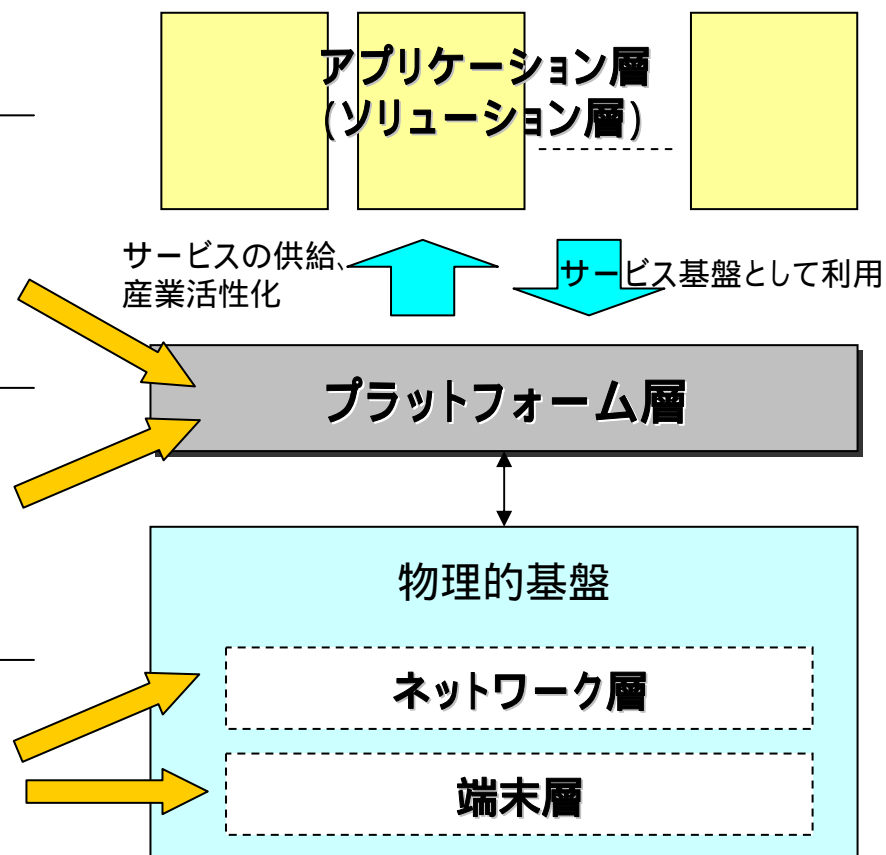 アプリケーション層
(ソリューション層)
サービスの供給、
産業活性化
サービス基盤として利用
プラットフォーム層
物理的基盤
ネットワーク層
端末層